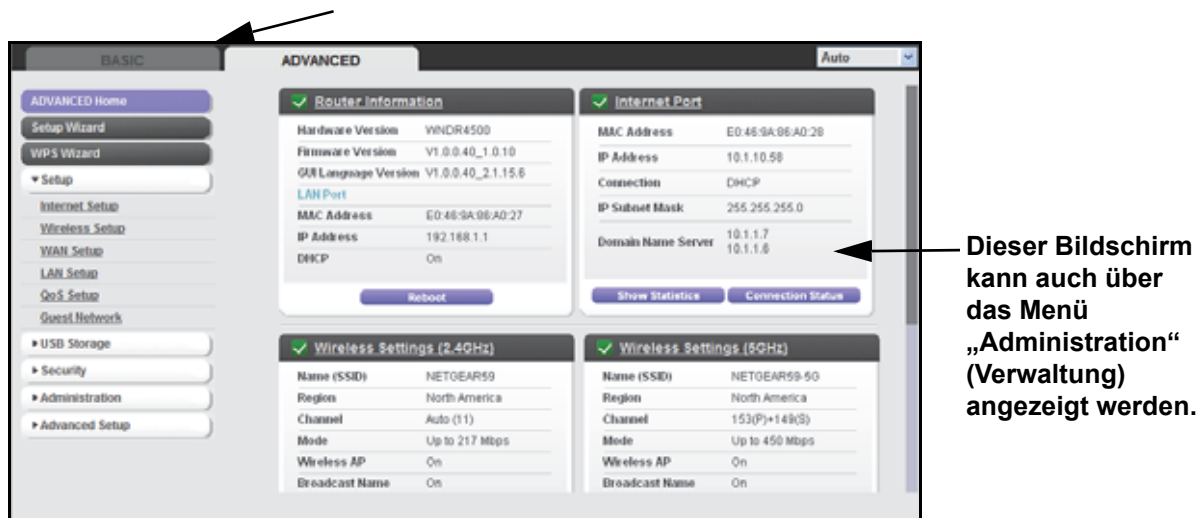 BASIC
ADVANCED
Auto
ADVANCED Home
Setup Wizard
WPS Wizard
Setup
Internet Setup
Wireless Setup
WAN Setup
LAN Setup
QoS Setup
Guest Network
USB Storage
Security
Administration
Advanced Setup
Router Information
Hardware Version WNDR4500
Firmware Version V1.0.0.40_1.0.10
GUI Language Version V1.0.0.40_2.1.15.6
LAN Port
MAC Address E0:46:9A:86:A0:27
IP Address 192.168.1.1
DHCP On
Reboot
Internet Port
MAC Address E0:46:9A:86:A0:28
IP Address 10.1.10.58
Connection DHCP
IP Subnet Mask 255.255.255.0
Domain Name Server 10.1.1.7
10.1.1.6
Show Statistics Connection Status
Wireless Settings (2.4GHz)
Name (SSID) NETGEAR59
Region North America
Channel Auto (11)
Mode Up to 217 Mbps
Wireless AP On
Broadcast Name On
Wireless Settings (5GHz)
Name (SSID) NETGEAR59-5G
Region North America
Channel 153(P)+149(S)
Mode Up to 450 Mbps
Wireless AP On
Broadcast Name On
Dieser Bildschirm
kann auch über
das Menü
„Administration“
(Verwaltung)
angezeigt werden.